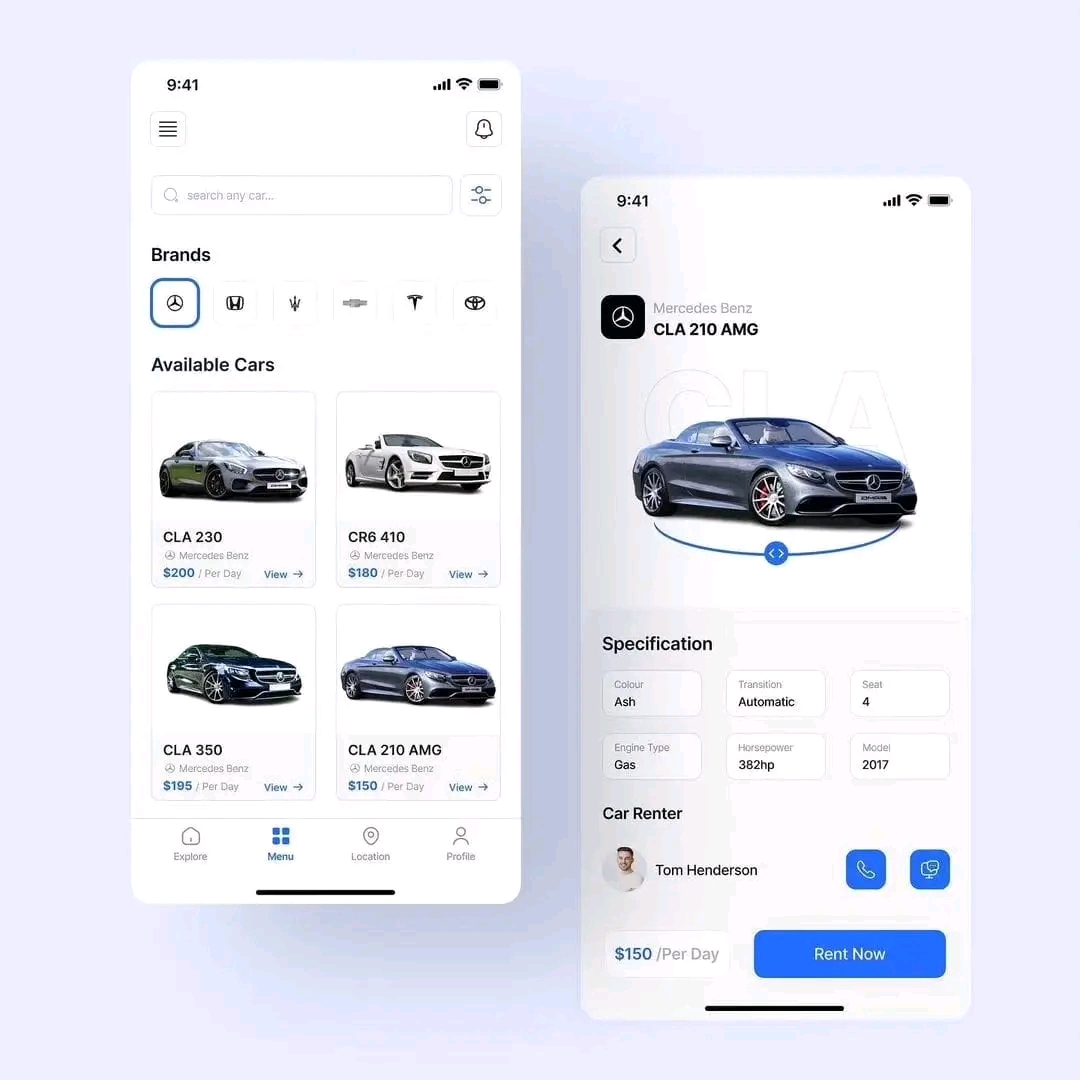 9:41
search any car...
Brands
Available Cars
CLA 230
Mercedes Benz
$200 / Per Day View →
CR6 410
Mercedes Benz
$180 / Per Day View →
CLA 350
Mercedes Benz
$195 / Per Day View →
CLA 210 AMG
Mercedes Benz
$150 / Per Day View →
Explore Menu Location Profile
9:41
Mercedes Benz
CLA 210 AMG
CLA
Specification
Colour Transition Seat
Ash Automatic 4
Engine Type Horsepower Model
Gas 382hp 2017
Car Renter
Tom Henderson
$150 /Per Day Rent Now